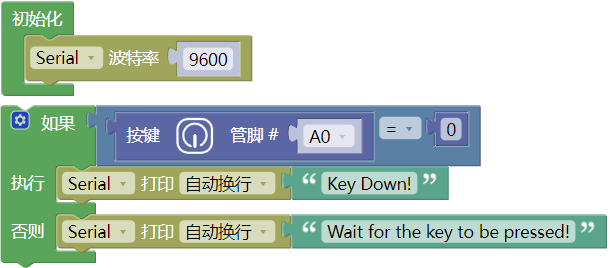 初始化
Serial 波特率 9600
如果 按键 管脚 # A0 = 0
执行 Serial 打印 自动换行 “ Key Down! ”
否则 Serial 打印 自动换行 “ Wait for the key to be pressed! ”